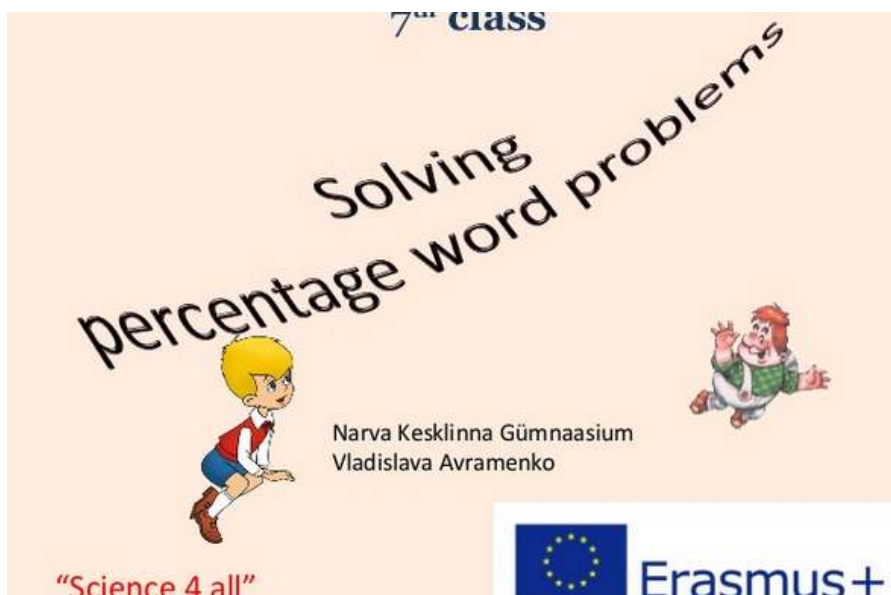 7th class
Solving
percentage word problems
Narva Kesklinna Gümnaasium
Vladislava Avramenko
"Science 4 all"
Erasmus+